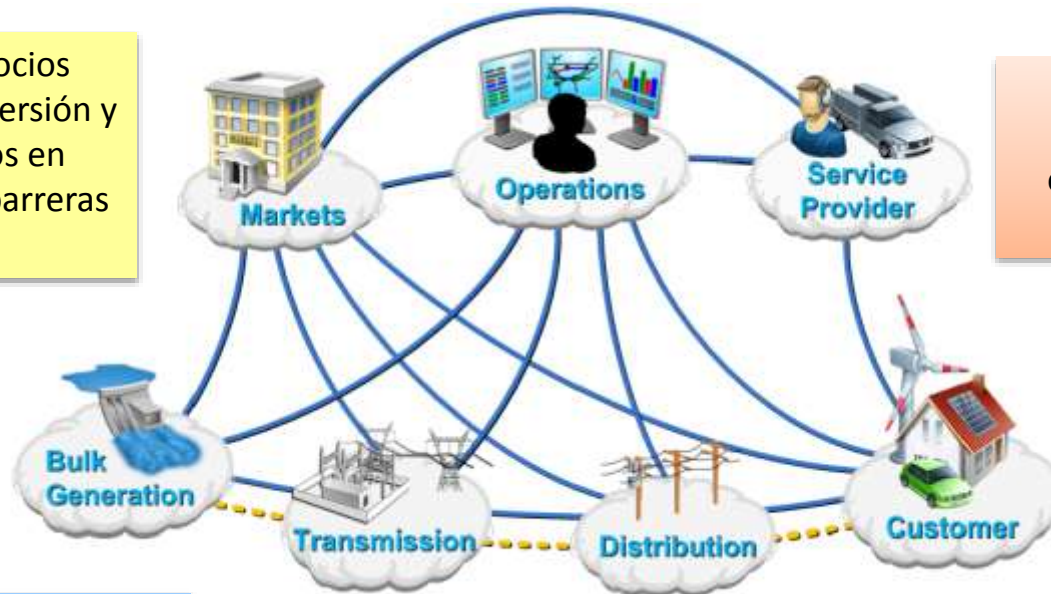 ocios
ersión y
os en
barreras
Markets
Operations
Service
Provider
Bulk
Generation
Transmission
Distribution
Customer